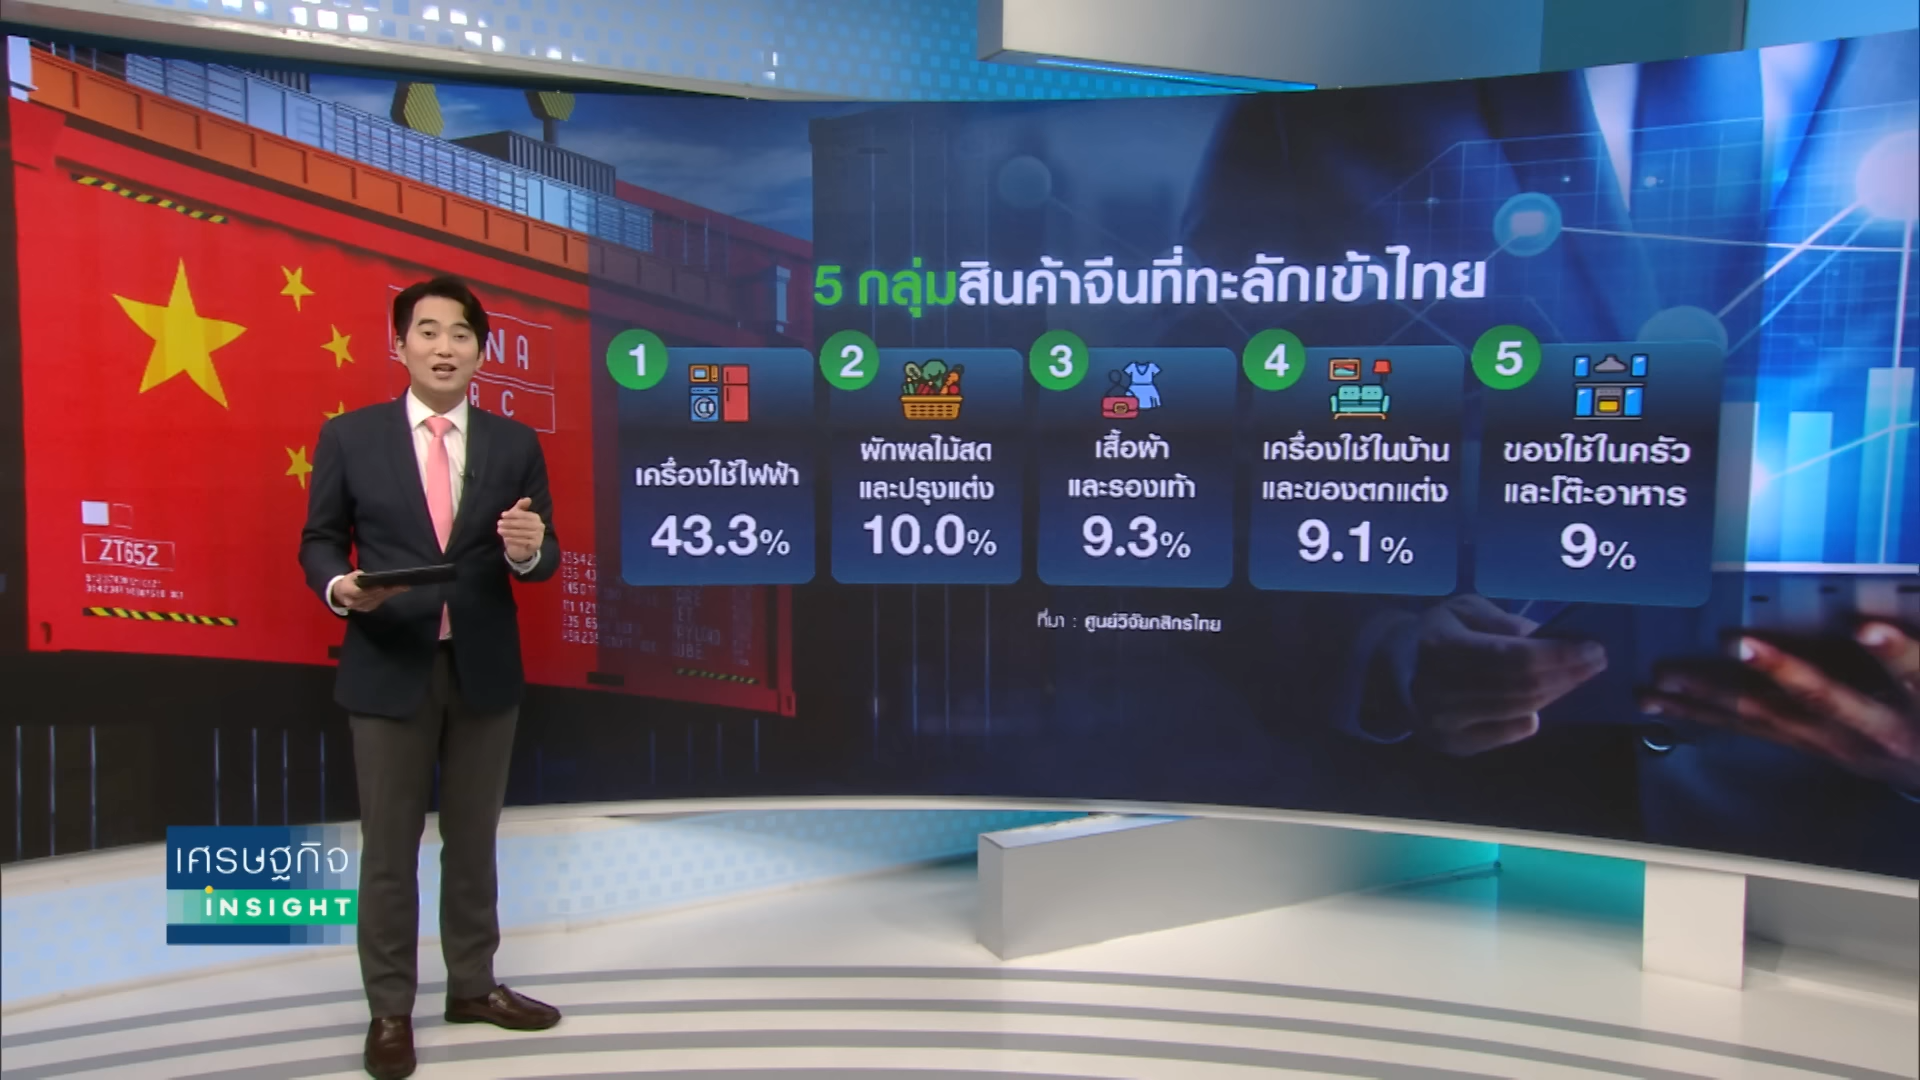 5 กลุ่มสินค้าจีนที่ทะลักเข้าไทย
1
เครื่องใช้ไฟฟ้า
43.3%
2
ผักผลไม้สด
และปรุงแต่ง
10.0%
3
เสื้อผ้า
และรองเท้า
9.3%
4
เครื่องใช้ในบ้าน
และของตกแต่ง
9.1%
5
ของใช้ในครัว
และโต๊ะอาหาร
9%
ที่มา : ศูนย์วิจัยกสิกรไทย
ZT652
เศรษฐกิจ
INSIGHT